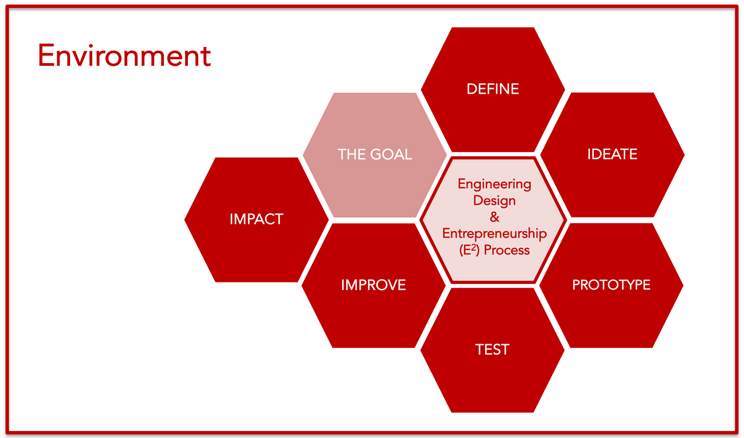 Environment
DEFINE
THE GOAL
IDEATE
Engineering
Design
&
Entrepreneurship
(E²) Process
IMPACT
IMPROVE
PROTOTYPE
TEST